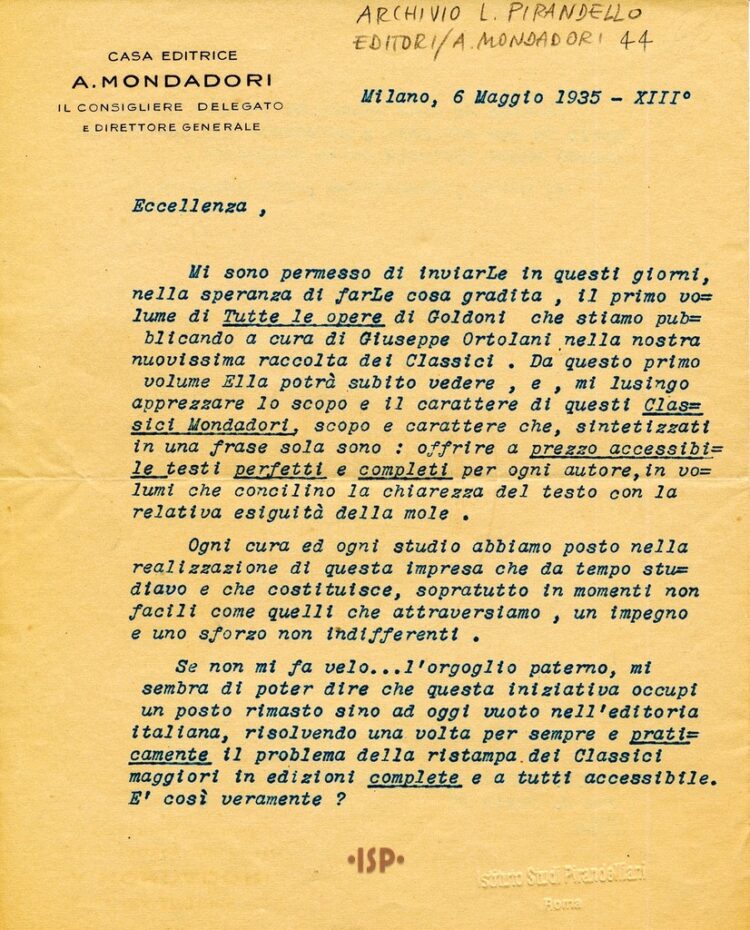 ARCHIVIO L. PIRANDELLO
EDITORI/A. MONDADORI 44
CASA EDITRICE
A. MONDADORI
IL CONSIGLIERE DELEGATO
E DIRETTORE GENERALE
Milano, 6 Maggio 1935 - XIII°
Eccellenza ,
Mi sono permesso di inviarLe in questi giorni,
nella speranza di farLe cosa gradita , il primo vo=
lume di Tutte le opere di Goldoni che stiamo pub=
blicando a cura di Giuseppe Ortolani nella nostra
nuovissima raccolta dei Classici . Da questo primo
volume Ella potrà subito vedere , e , mi lusingo
apprezzare lo scopo e il carattere di questi Clas=
sici Mondadori, scopo e carattere che, sintetizzati
in una frase sola sono : offrire a prezzo accessibi=
le testi perfetti e completi per ogni autore, in vo=
lumi che concilino la chiarezza del testo con la
relativa esiguità della mole .
Ogni cura ed ogni studio abbiamo posto nella
realizzazione di questa impresa che da tempo stu=
diavo e che costituisce, sopratutto in momenti non
facili come quelli che attraversiamo , un impegno
e uno sforzo non indifferenti .
Se non mi fa velo...l'orgoglio paterno, mi
sembra di poter dire che questa iniziativa occupi
un posto rimasto sino ad oggi vuoto nell'editoria
italiana, risolvendo una volta per sempre e prati=
camente il problema della ristampa dei Classici
maggiori in edizioni complete e a tutti accessibile.
E' così veramente ?
•ISP•
Istituto Studi Pirandelliani
Roma